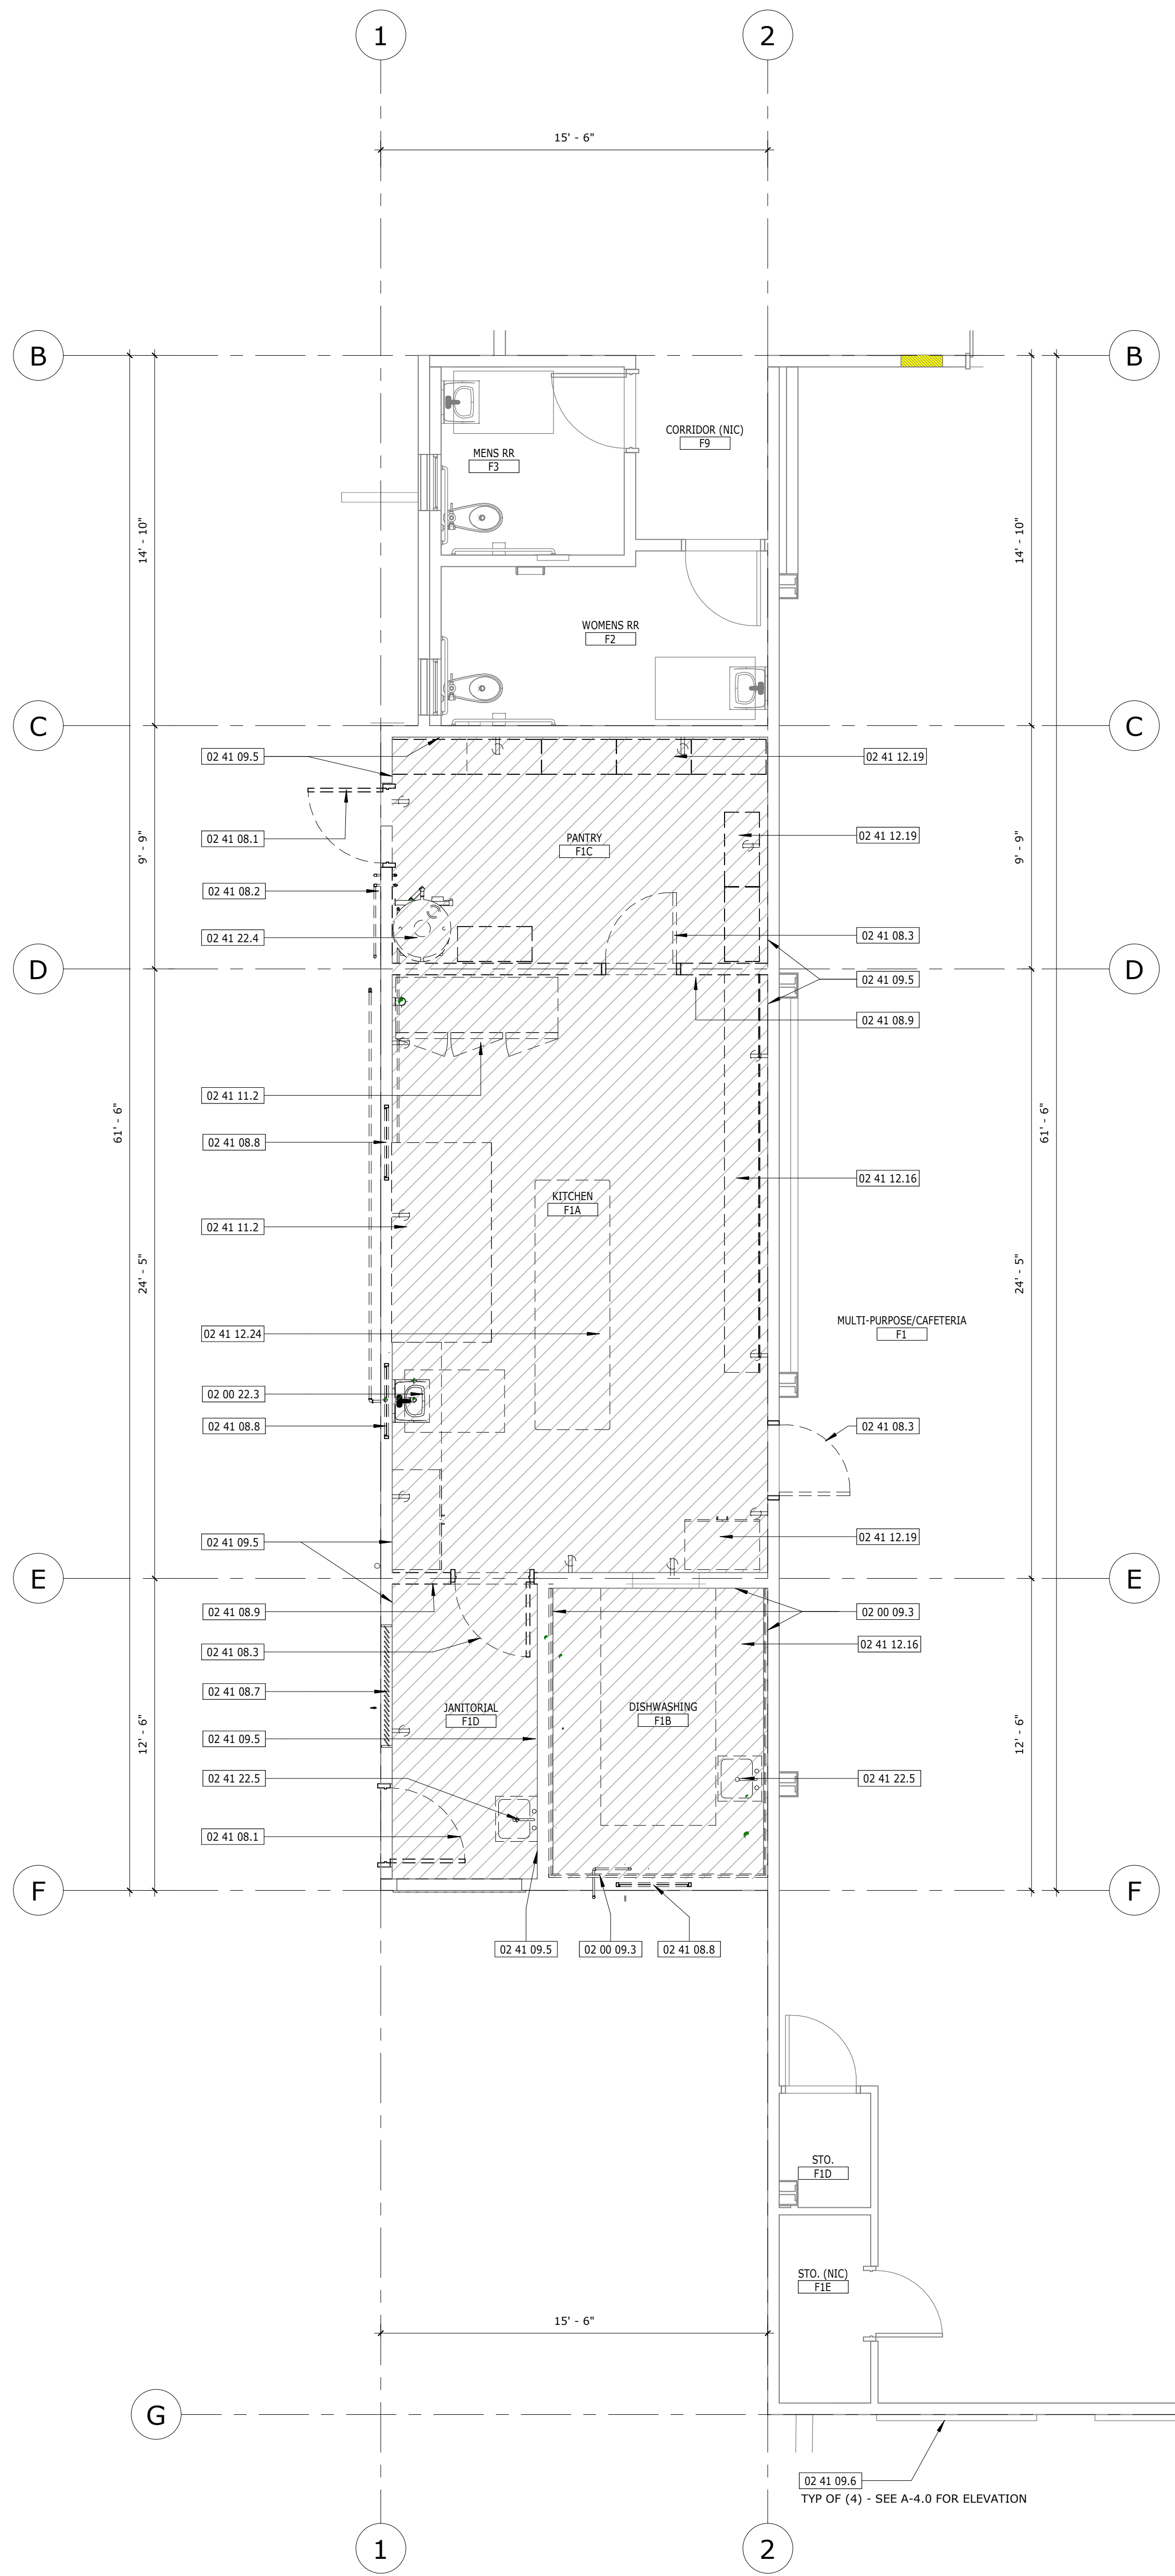 1
2
15' - 6"
B
B
CORRIDOR (NIC)
F9
MENS RR
F3
14' - 10"
14' - 10"
WOMENS RR
F2
C
C
02 41 09.5
02 41 12.19
02 41 08.1
PANTRY
F1C
02 41 12.19
9' - 9"
9' - 9"
02 41 08.2
02 41 22.4
02 41 08.3
D
D
02 41 09.5
02 41 08.9
02 41 11.2
61' - 6"
61' - 6"
02 41 08.8
02 41 12.16
KITCHEN
F1A
02 41 11.2
24' - 5"
24' - 5"
MULTI-PURPOSE/CAFETERIA
F1
02 41 12.24
02 00 22.3
02 41 08.8
02 41 08.3
02 41 09.5
02 41 12.19
E
E
02 41 08.9
02 00 09.3
02 41 08.3
02 41 12.16
02 41 08.7
JANITORIAL
F1D
DISHWASHING
F1B
12' - 6"
12' - 6"
02 41 09.5
02 41 22.5
02 41 22.5
02 41 08.1
F
F
02 41 09.5
02 00 09.3
02 41 08.8
STO.
F1D
STO. (NIC)
F1E
15' - 6"
G
02 41 09.6
TYP OF (4) - SEE A-4.0 FOR ELEVATION
1
2